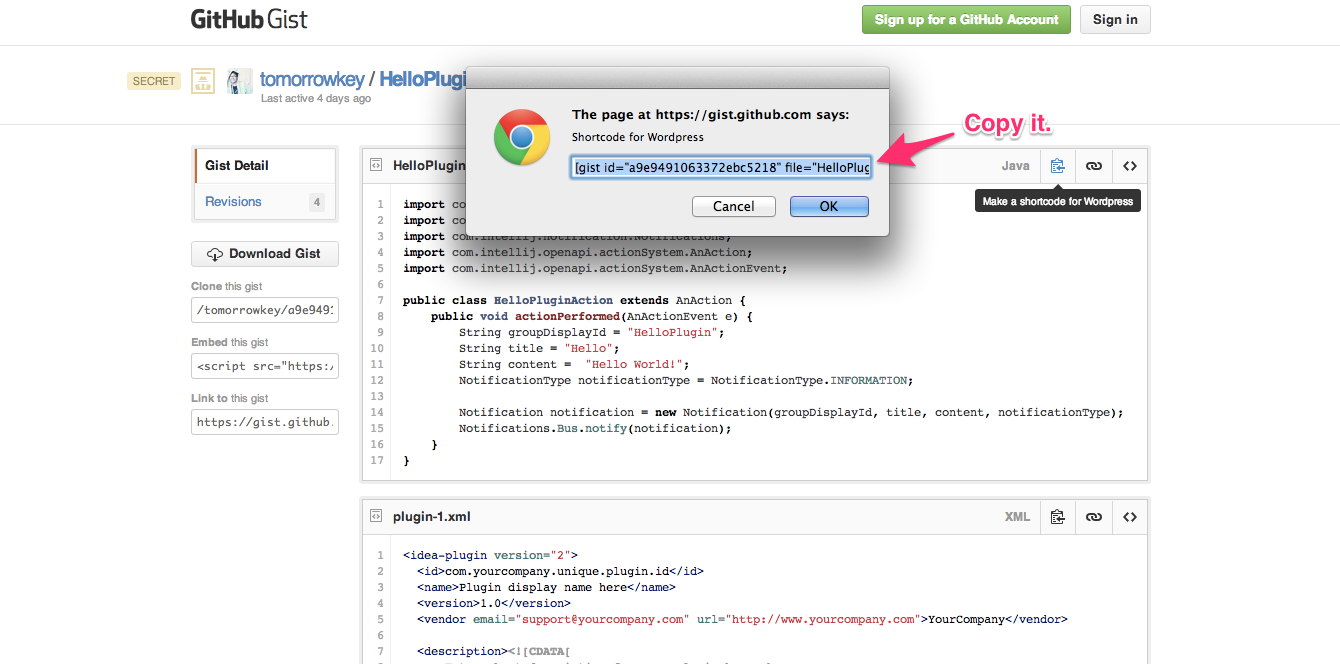 GitHub Gist
Sign up for a GitHub Account
Sign in
SECRET
tomorrowkey / HelloPlugi
Last active 4 days ago
The page at https://gist.github.com says:
Shortcode for Wordpress
[gist id="a9e9491063372ebc5218" file="HelloPlug
Cancel
OK
Copy it.
Gist Detail
Revisions
4
Download Gist
Clone this gist
/tomorrowkey/a9e949
Embed this gist
<script src="https:/
Link to this gist
https://gist.github.
HelloPlugin
Java
Make a shortcode for Wordpress
1 import co
2 import co
3 import com.intellij.notification.Notifications;
4 import com.intellij.openapi.actionSystem.AnAction;
5 import com.intellij.openapi.actionSystem.AnActionEvent;
6
7 public class HelloPluginAction extends AnAction {
8 public void actionPerformed(AnActionEvent e) {
9 String groupDisplayId = "HelloPlugin";
10 String title = "Hello";
11 String content =  "Hello World!";
12 NotificationType notificationType = NotificationType.INFORMATION;
13
14 Notification notification = new Notification(groupDisplayId, title, content, notificationType);
15 Notifications.Bus.notify(notification);
16 }
17 }
plugin-1.xml
XML
1 <idea-plugin version="2">
2 <id>com.yourcompany.unique.plugin.id</id>
3 <name>Plugin display name here</name>
4 <version>1.0</version>
5 <vendor email="support@yourcompany.com" url="http://www.yourcompany.com">YourCompany</vendor>
6
7 <description><![CDATA[